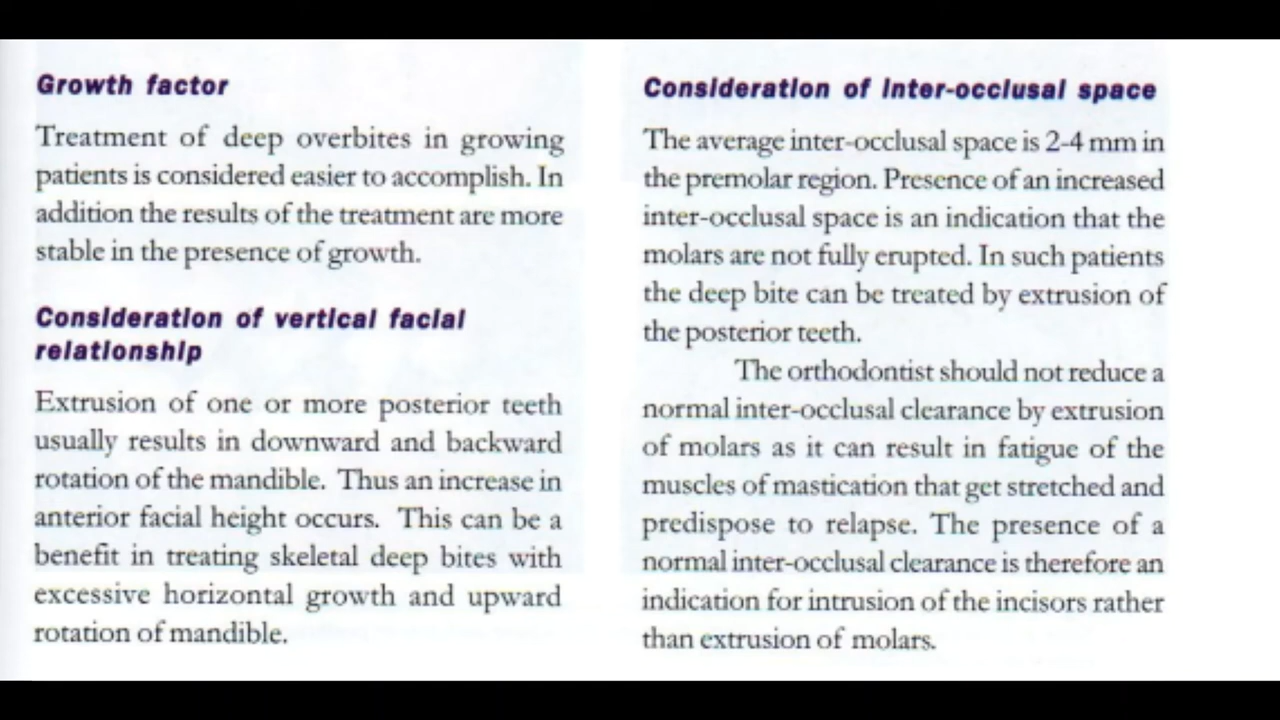 Growth factor
Treatment of deep overbites in growing
patients is considered easier to accomplish. In
addition the results of the treatment are more
stable in the presence of growth.
Consideration of vertical facial
relationship
Extrusion of one or more posterior teeth
usually results in downward and backward
rotation of the mandible. Thus an increase in
anterior facial height occurs. This can be a
benefit in treating skeletal deep bites with
excessive horizontal growth and upward
rotation of mandible.
Consideration of inter-occlusal space
The average inter-occlusal space is 2-4 mm in
the premolar region. Presence of an increased
inter-occlusal space is an indication that the
molars are not fully erupted. In such patients
the deep bite can be treated by extrusion of
the posterior teeth.
The orthodontist should not reduce a
normal inter-occlusal clearance by extrusion
of molars as it can result in fatigue of the
muscles of mastication that get stretched and
predispose to relapse. The presence of a
normal inter-occlusal clearance is therefore an
indication for intrusion of the incisors rather
than extrusion of molars.